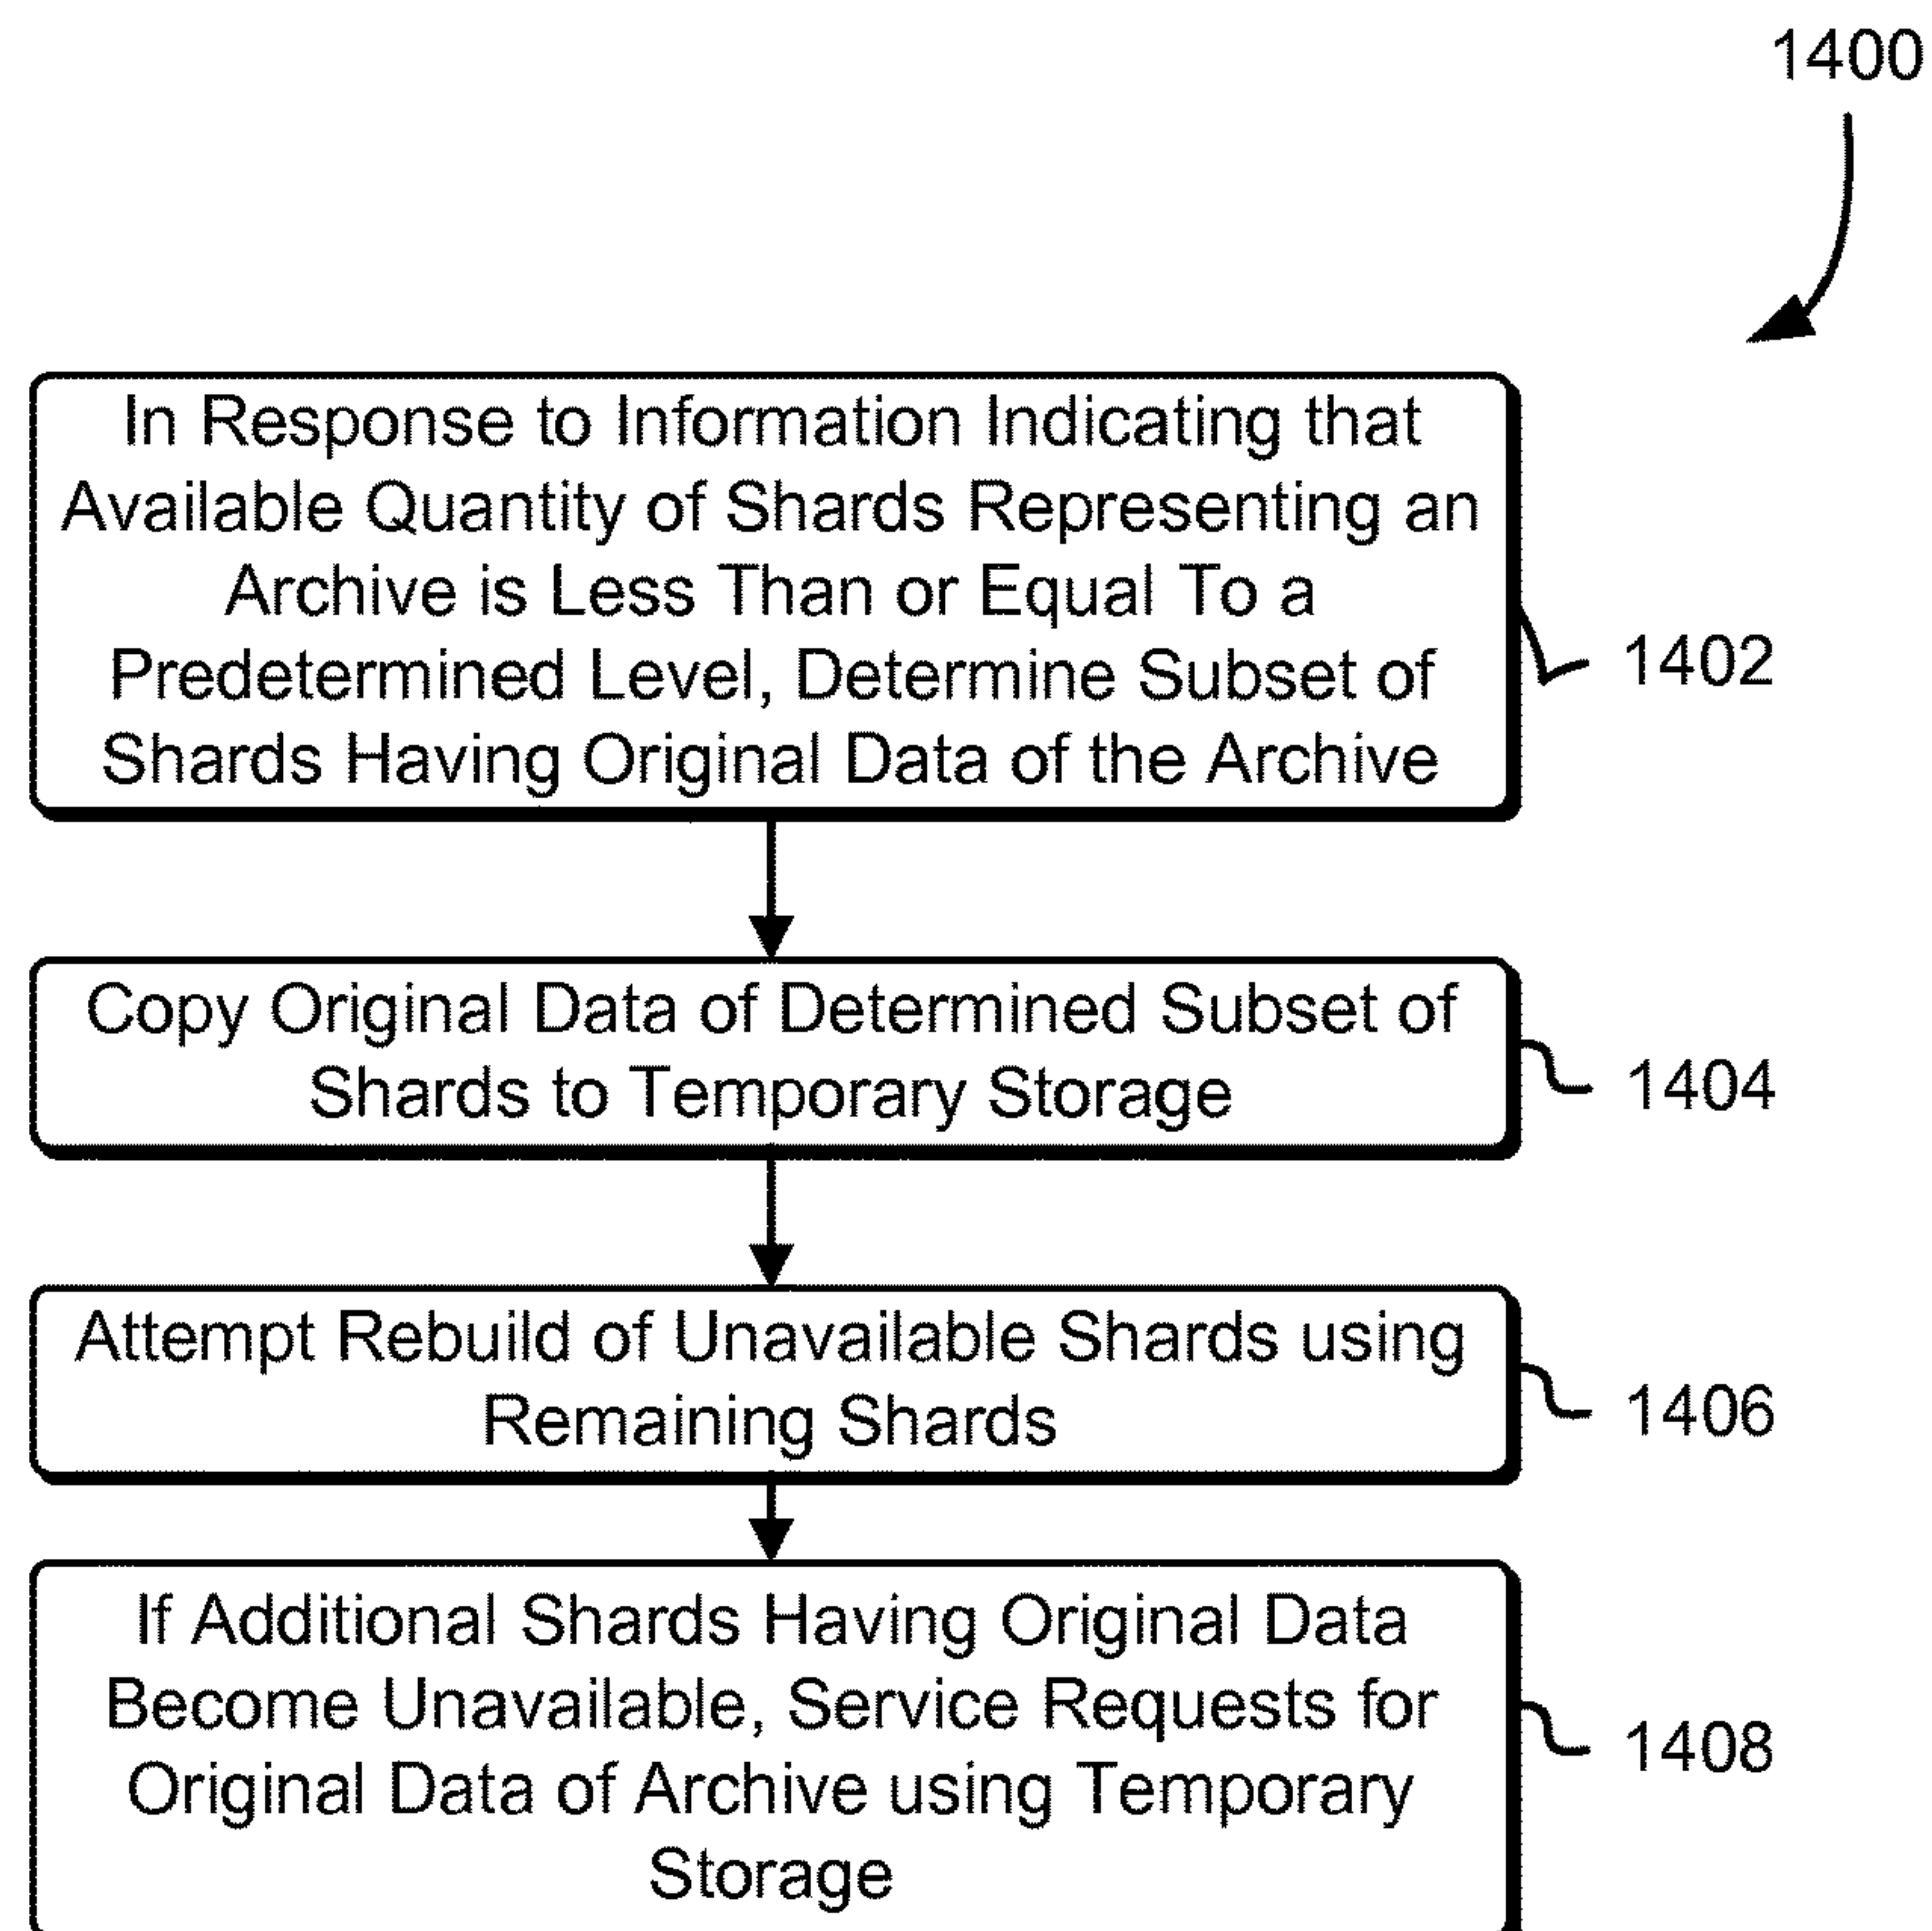 1400
In Response to Information Indicating that
Available Quantity of Shards Representing an
Archive is Less Than or Equal To a
Predetermined Level, Determine Subset of
Shards Having Original Data of the Archive
1402
Copy Original Data of Determined Subset of
Shards to Temporary Storage
1404
Attempt Rebuild of Unavailable Shards using
Remaining Shards
1406
If Additional Shards Having Original Data
Become Unavailable, Service Requests for
Original Data of Archive using Temporary
Storage
1408